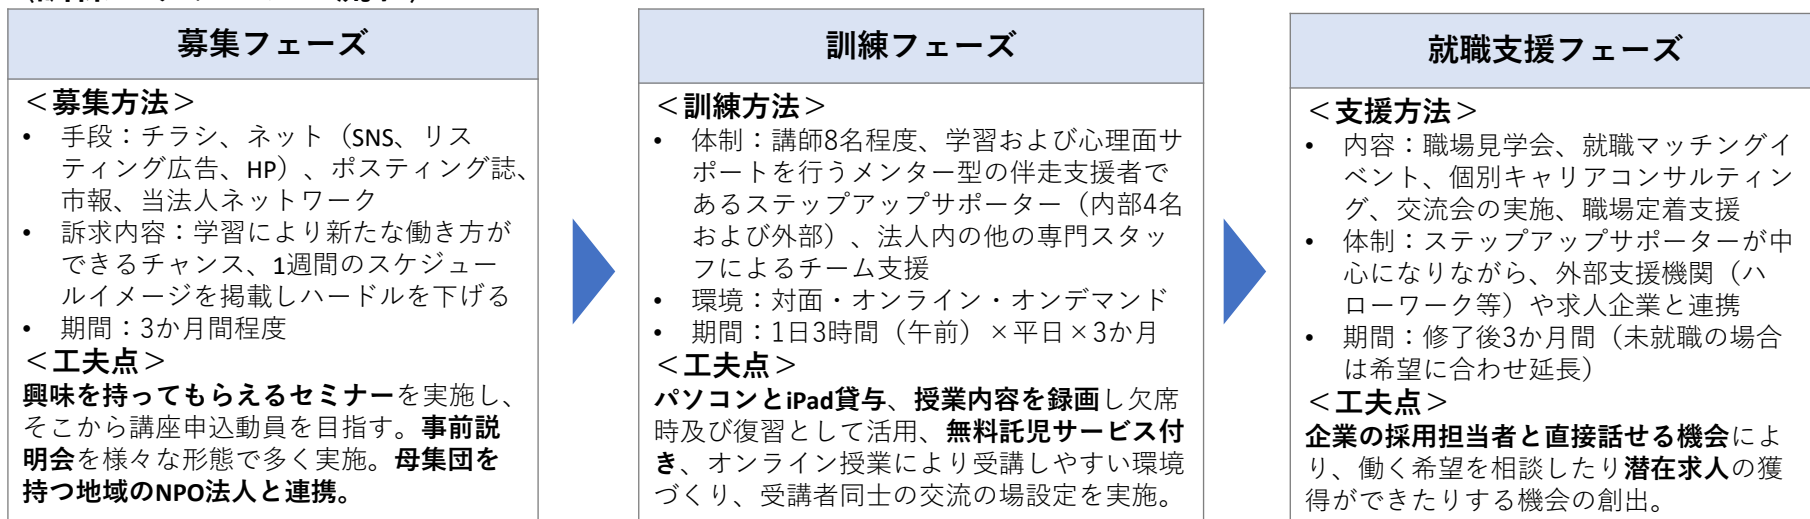 募集フェーズ
＜募集方法＞
• 手段：チラシ、ネット（SNS、リス
ティング広告、HP）、ポスティング誌、
市報、当法人ネットワーク
• 訴求内容：学習により新たな働き方が
できるチャンス、1週間のスケジュー
ルイメージを掲載しハードルを下げる
• 期間：3か月間程度
＜工夫点＞
興味を持ってもらえるセミナーを実施し、
そこから講座申込動員を目指す。事前説
明会を様々な形態で多く実施。母集団を
持つ地域のNPO法人と連携。
訓練フェーズ
＜訓練方法＞
• 体制：講師8名程度、学習および心理面サ
ポートを行うメンター型の伴走支援者で
あるステップアップサポーター（内部4名
および外部）、法人内の他の専門スタッ
フによるチーム支援
• 環境：対面・オンライン・オンデマンド
• 期間：1日3時間（午前）×平日×3か月
＜工夫点＞
パソコンとiPad貸与、授業内容を録画し欠席
時及び復習として活用、無料託児サービス付
き、オンライン授業により受講しやすい環境
づくり、受講者同士の交流の場設定を実施。
就職支援フェーズ
＜支援方法＞
• 内容：職場見学会、就職マッチングイ
ベント、個別キャリアコンサルティン
グ、交流会の実施、職場定着支援
• 体制：ステップアップサポーターが中
心になりながら、外部支援機関（ハ
ローワーク等）や求人企業と連携
• 期間：修了後3か月間（未就職の場合
は希望に合わせ延長）
＜工夫点＞
企業の採用担当者と直接話せる機会によ
り、働く希望を相談したり潜在求人の獲
得ができたりする機会の創出。